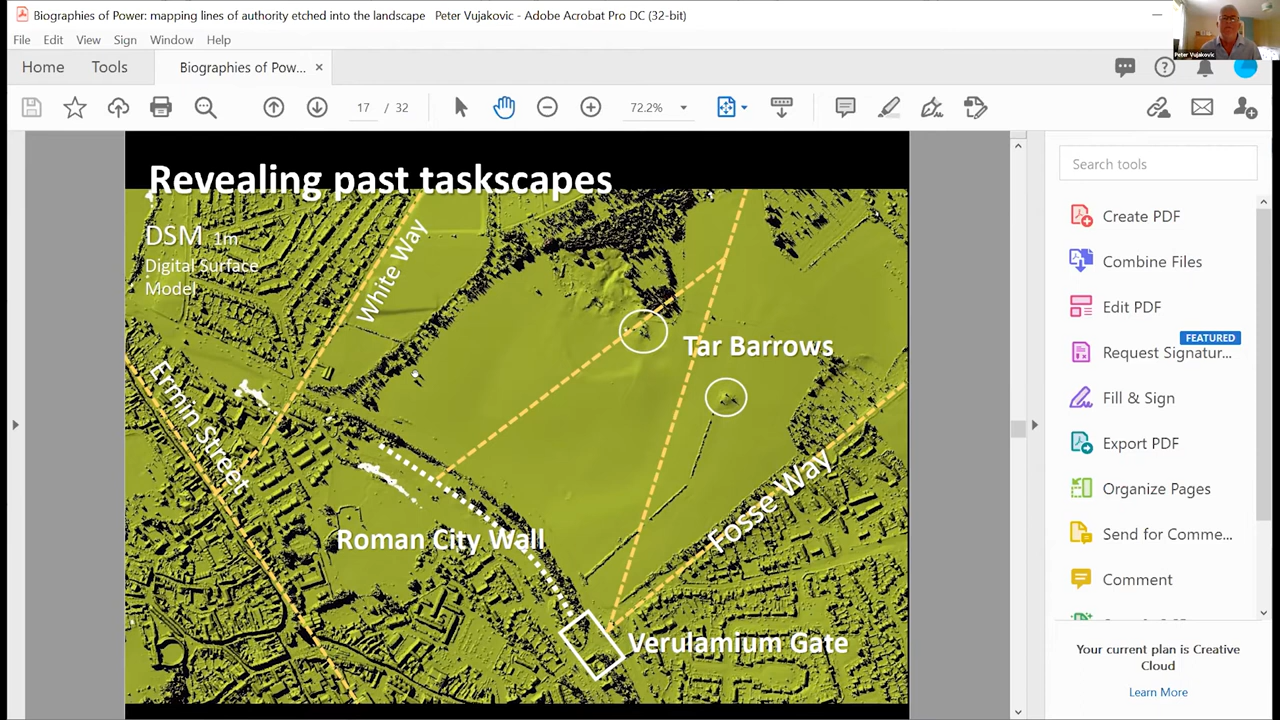 Biographies of Power: mapping lines of authority etched into the landscape   Peter Vujakovic - Adobe Acrobat Pro DC (32-bit)
Peter Vujakovic
File Edit View Sign Window Help
Home Tools Biographies of Pow... ×
17 / 32 72.2%
Revealing past taskscapes
DSM 1m
Digital Surface
Model
White Way
Ermin Street
Tar Barrows
Fosse Way
Roman City Wall
Verulamium Gate
Search tools
Create PDF
Combine Files
Edit PDF
FEATURED
Request Signatur...
Fill & Sign
Export PDF
Organize Pages
Send for Comme...
Comment
Your current plan is Creative
Cloud
Learn More